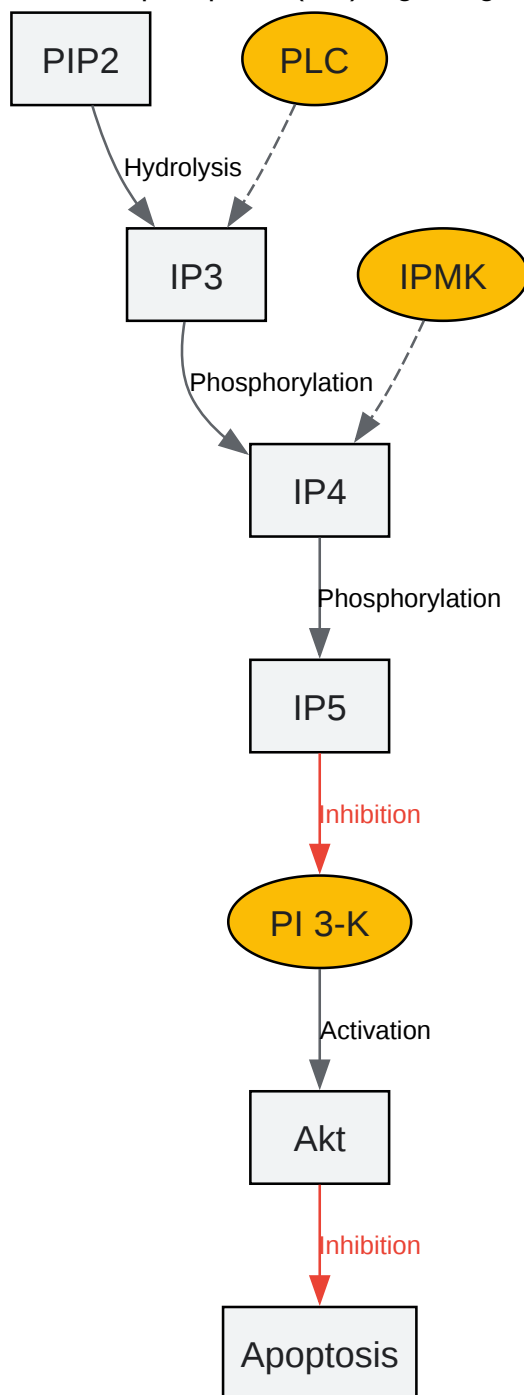 PIP2
PLC
Hydrolysis
IP3
IPMK
Phosphorylation
IP4
Phosphorylation
IP5
Inhibition
PI 3-K
Activation
Akt
Inhibition
Apoptosis